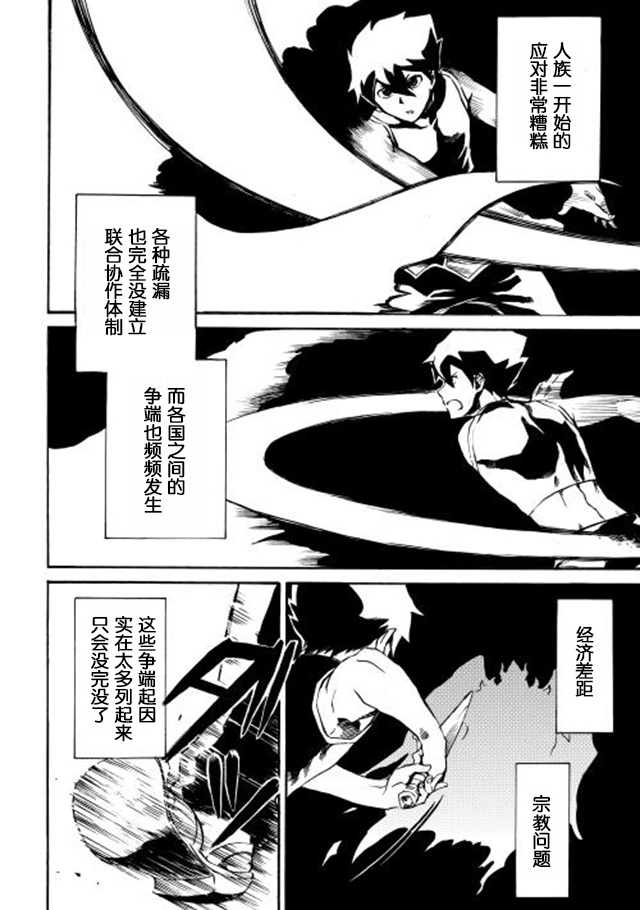 人族一开始的
应对非常糟糕
各种疏漏
也完全没建立
联合协作体制
而各国之间的
争端也频频发生
经济差距
宗教问题
这些争端起因
实在太多列起来
只会没完没了